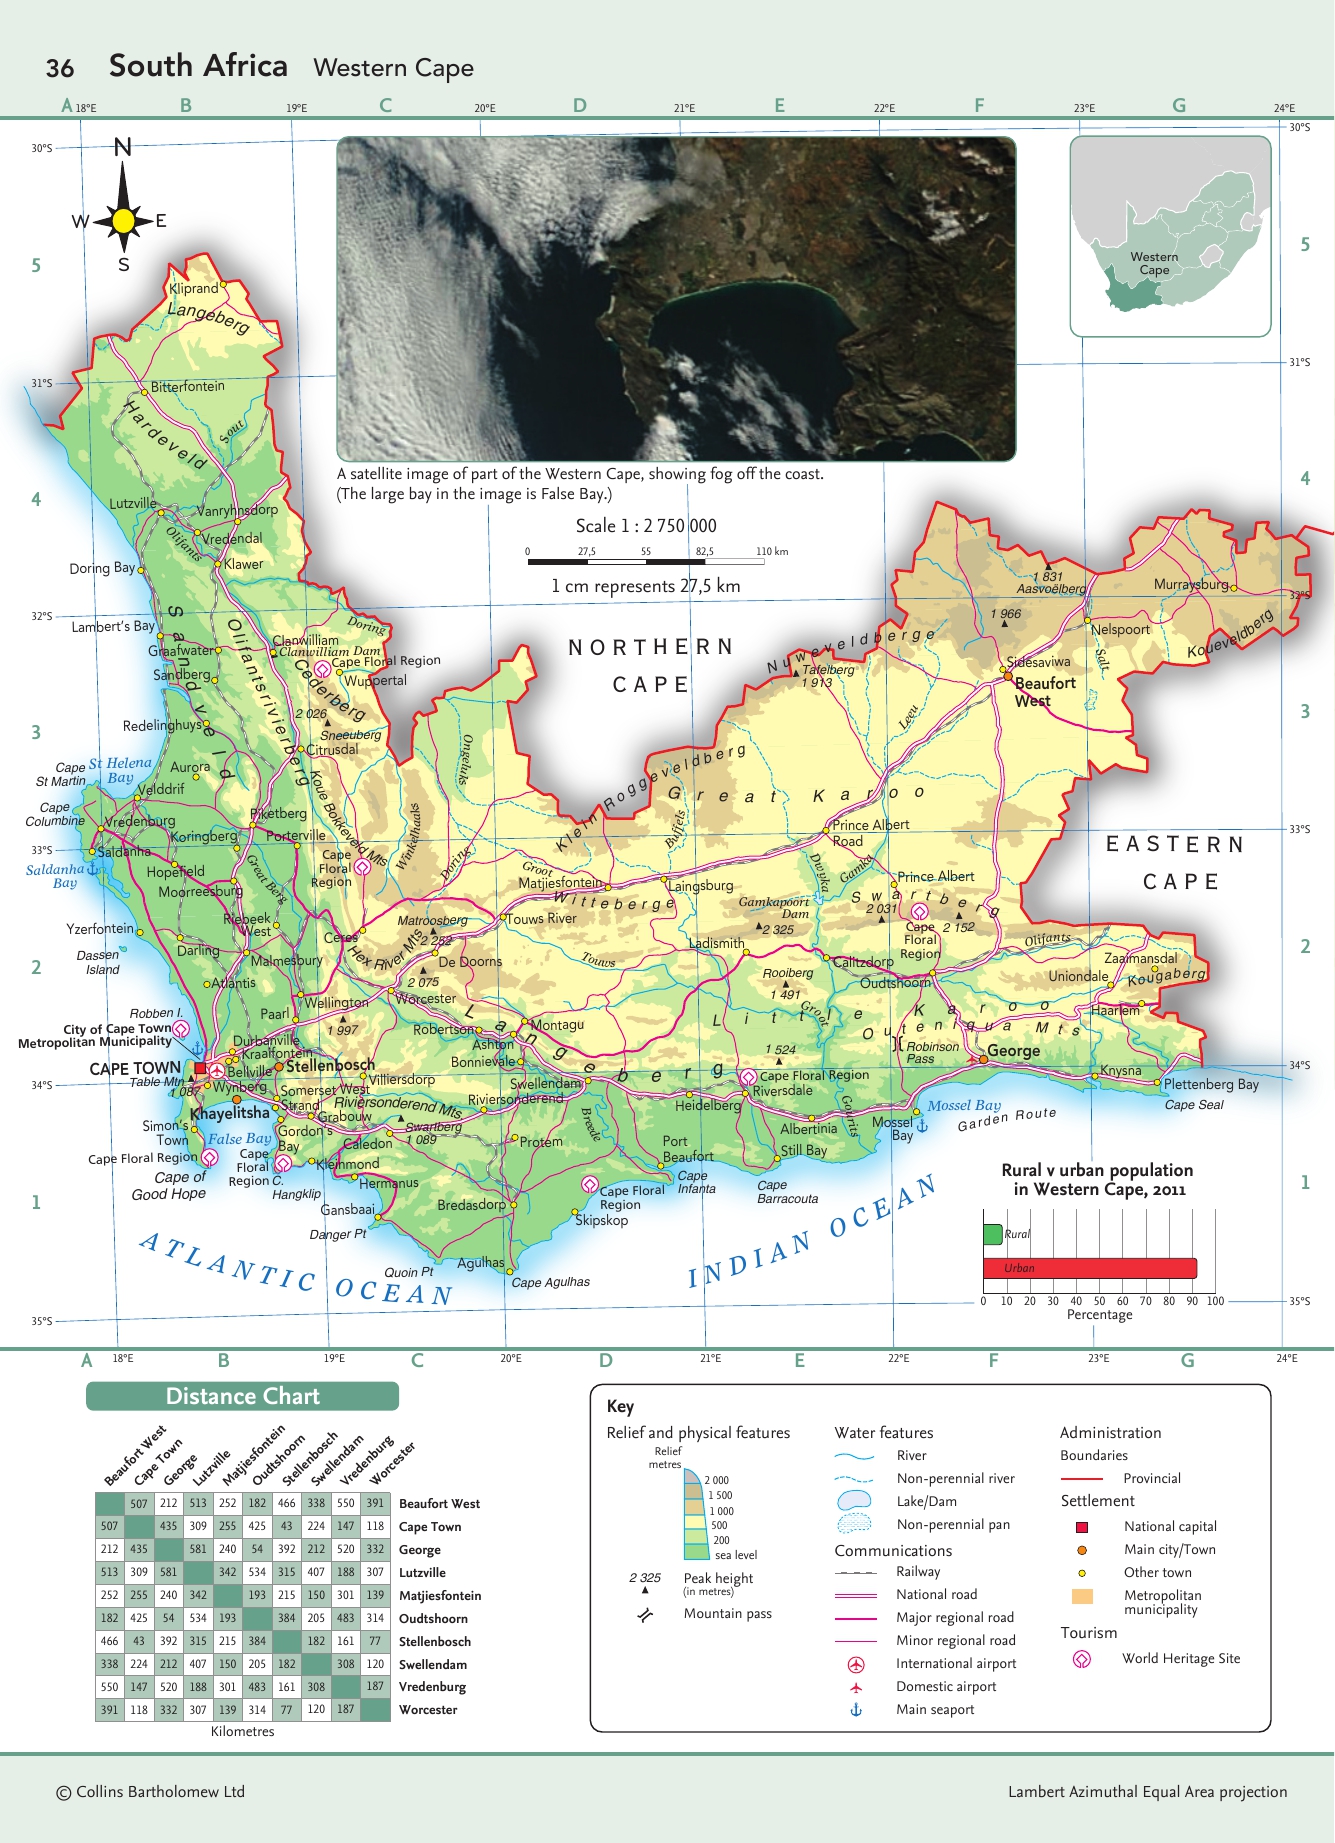 36 South Africa Western Cape
A 18°E B 19°E C 20°E D 21°E E 22°E F 23°E G 24°E
30°S
30°S
N
W E
S
5
5
Western
Cape
Kliprand
Langeberg
31°S
31°S
Bitterfontein
Hardeveld
Sout
A satellite image of part of the Western Cape, showing fog off the coast.
(The large bay in the image is False Bay.)
4
4
Scale 1 : 2 750 000
0 27,5 55 82,5 110 km
1 cm represents 27,5 km
Lutzville
Vanryhnsdorp
Olifants
Vredendal
Klawer
Doring Bay
1 831
Aasvoëlberg
Murraysburg
32°S
32°S
1 966
Sandveld
Olifantsrivierberg
Doring
Lambert's Bay
Nelspoort
Koueveldberg
Clanwilliam
Clanwilliam Dam
Graafwater
Cape Floral Region
Wuppertal
Cederberg
Sandberg
NORTHERN
CAPE
Nuweveldberge
Tafelberg
1 913
Sidesaviwa
Beaufort
West
Salt
Leeu
3
3
2 026
Sneeuberg
Redelinghuys
Citrusdal
Ongeluks
Cape
St Martin
St Helena
Bay
Aurora
Velddrif
Koue Bokkeveld Mts
Klein Roggeveldberg
Great Karoo
Cape
Columbine
Vredenburg
Piketberg
Koringberg
Porterville
Winkelhaaks
Buffels
Prince Albert
Road
33°S
33°S
EASTERN
CAPE
Saldanha
Saldanha
Bay
Hopefield
Moorreesburg
Great Berg
Cape
Floral
Region
Doring
Groot
Matjiesfontein
Laingsburg
Witteberge
Dwyka
Gamka
Prince Albert
Swartberg
2 031
Gamkapoort
Dam
2 325
Cape
Floral
Region
2 152
Riebeek
West
Matroosberg
2 252
Touws River
Yzerfontein
Darling
Ceres
Hex River Mts
Ladismith
Olifants
2
2
Dassen
Island
Malmesbury
De Doorns
Touws
Calitzdorp
Zaaimansdal
Uniondale
Kougaberg
Atlantis
2 075
Rooiberg
1 491
Oudtshoorn
Wellington
Worcester
Robben I.
City of Cape Town
Metropolitan Municipality
Paarl
1 997
Langeberg
Montagu
Robertson
Ashton
Groot
Little Karoo
Haarlem
Outeniqua Mts
Durbanville
Kraaifontein
Bonnievale
Robinson
Pass
George
CAPE TOWN
Bellville
Stellenbosch
1 524
34°S
34°S
Table Mtn
1 087
Wynberg
Somerset West
Villiersdorp
Swellendam
Cape Floral Region
Knysna
Plettenberg Bay
Khayelitsha
Strand
Riviersonderend Mts
Riviersonderend
Riversdale
Heidelberg
Cape Seal
Grabouw
Simon's
Town
Gordon's
Bay
Swartberg
1 089
Breede
Gourits
Albertinia
Mossel
Bay
Mossel Bay
Garden Route
False Bay
Caledon
Protem
Port
Beaufort
Still Bay
Cape Floral Region
Cape
Floral
Region
Kleinmond
Cape of
Good Hope
C.
Hangklip
Hermanus
Cape
Infanta
Cape
Barracouta
Cape Floral
Region
Rural v urban population
in Western Cape, 2011
1
1
Gansbaai
Bredasdorp
Skipskop
Danger Pt
Rural
Urban
ATLANTIC OCEAN
INDIAN OCEAN
Quoin Pt
Agulhas
Cape Agulhas
0 10 20 30 40 50 60 70 80 90 100
Percentage
35°S
35°S
A 18°E B 19°E C 20°E D 21°E E 22°E F 23°E G 24°E
Distance Chart
Beaufort West
Cape Town
George
Lutzville
Matjiesfontein
Oudtshoorn
Stellenbosch
Swellendam
Vredenburg
Worcester
507 212 513 252 182 466 338 550 391 Beaufort West
507 435 309 255 425 43 224 147 118 Cape Town
212 435 581 240 54 392 212 520 332 George
513 309 581 342 534 315 407 188 307 Lutzville
252 255 240 342 193 215 150 301 139 Matjiesfontein
182 425 54 534 193 384 205 483 314 Oudtshoorn
466 43 392 315 215 384 182 161 77 Stellenbosch
338 224 212 407 150 205 182 308 120 Swellendam
550 147 520 188 301 483 161 308 187 Vredenburg
391 118 332 307 139 314 77 120 187 Worcester
Kilometres
Key
Relief and physical features
Relief
metres
2 000
1 500
1 000
500
200
sea level
2 325
Peak height
(in metres)
Mountain pass
Water features
River
Non-perennial river
Lake/Dam
Non-perennial pan
Communications
Railway
National road
Major regional road
Minor regional road
International airport
Domestic airport
Main seaport
Administration
Boundaries
Provincial
Settlement
National capital
Main city/Town
Other town
Metropolitan
municipality
Tourism
World Heritage Site
© Collins Bartholomew Ltd
Lambert Azimuthal Equal Area projection